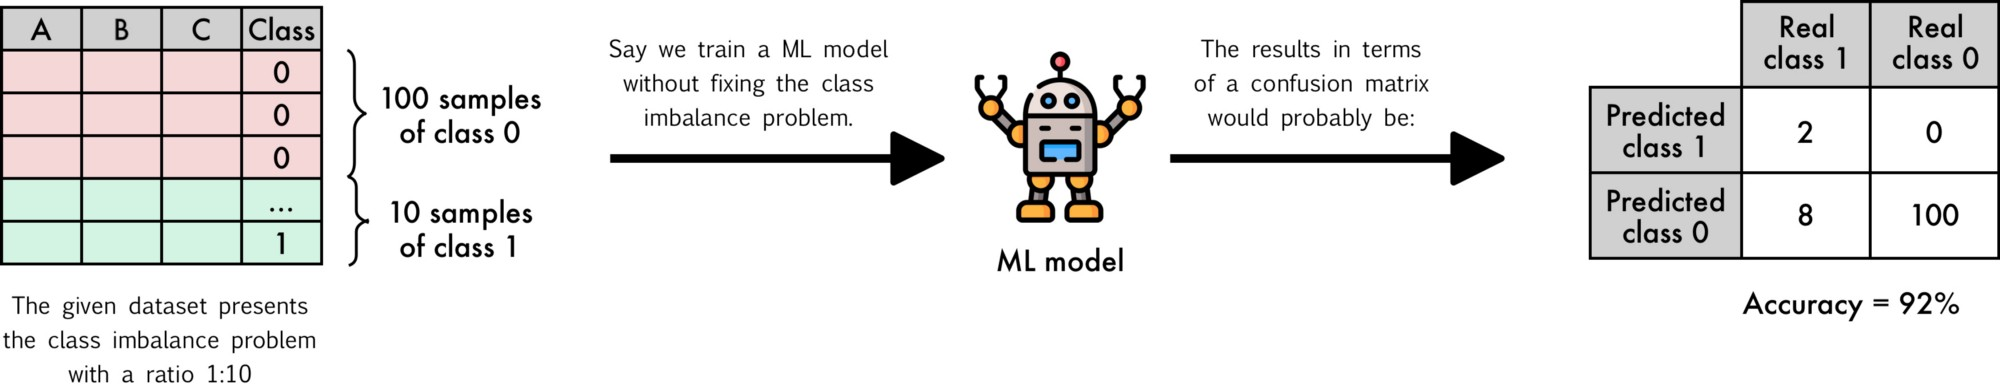 A B C Class
0
0
0
...
1
100 samples
of class 0
10 samples
of class 1
The given dataset presents
the class imbalance problem
with a ratio 1:10
Say we train a ML model
without fixing the class
imbalance problem.
ML model
The results in terms
of a confusion matrix
would probably be:
Real
class 1
Real
class 0
Predicted
class 1
2 0
Predicted
class 0
8 100
Accuracy = 92%